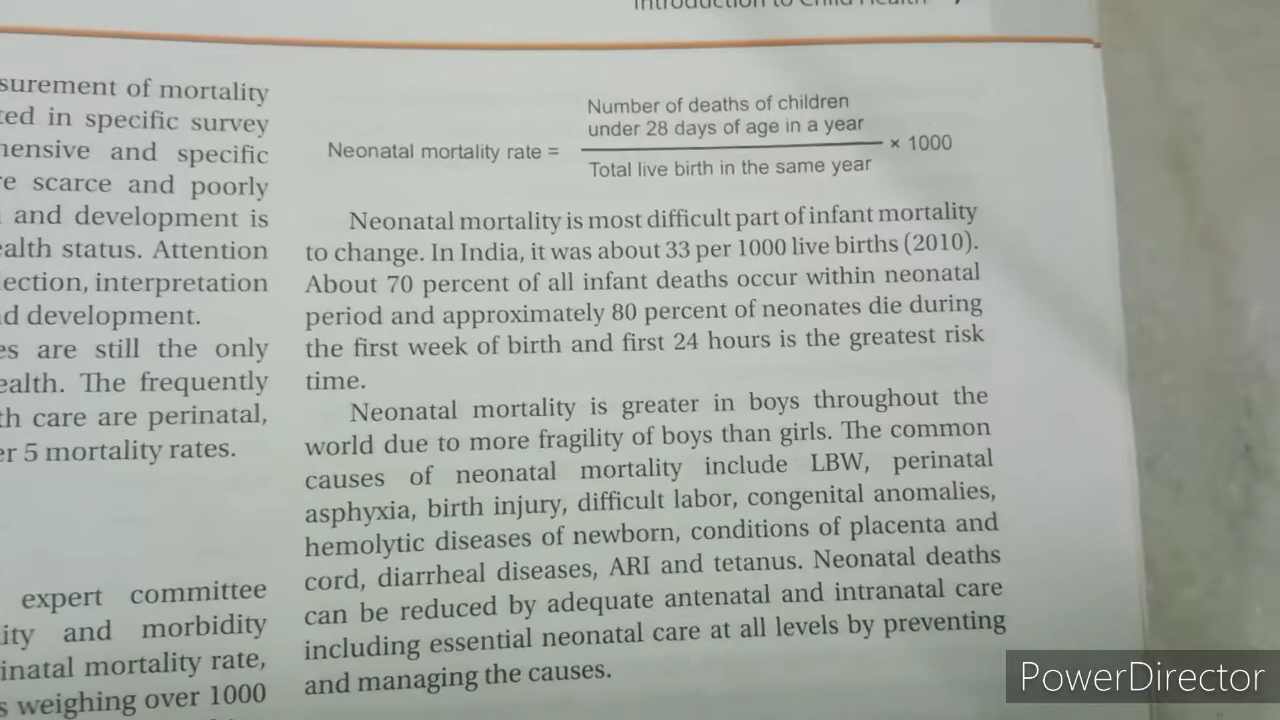 Introduction to Child Health
surement of mortality
ted in specific survey
ensive and specific
e scarce and poorly
and development is
ealth status. Attention
lection, interpretation
d development.
es are still the only
ealth. The frequently
th care are perinatal,
er 5 mortality rates.
expert committee
ity and morbidity
inatal mortality rate,
s weighing over 1000
Number of deaths of children
under 28 days of age in a year
Neonatal mortality rate = × 1000
Total live birth in the same year
Neonatal mortality is most difficult part of infant mortality
to change. In India, it was about 33 per 1000 live births (2010).
About 70 percent of all infant deaths occur within neonatal
period and approximately 80 percent of neonates die during
the first week of birth and first 24 hours is the greatest risk
time.
Neonatal mortality is greater in boys throughout the
world due to more fragility of boys than girls. The common
causes of neonatal mortality include LBW, perinatal
asphyxia, birth injury, difficult labor, congenital anomalies,
hemolytic diseases of newborn, conditions of placenta and
cord, diarrheal diseases, ARI and tetanus. Neonatal deaths
can be reduced by adequate antenatal and intranatal care
including essential neonatal care at all levels by preventing
and managing the causes.
PowerDirector